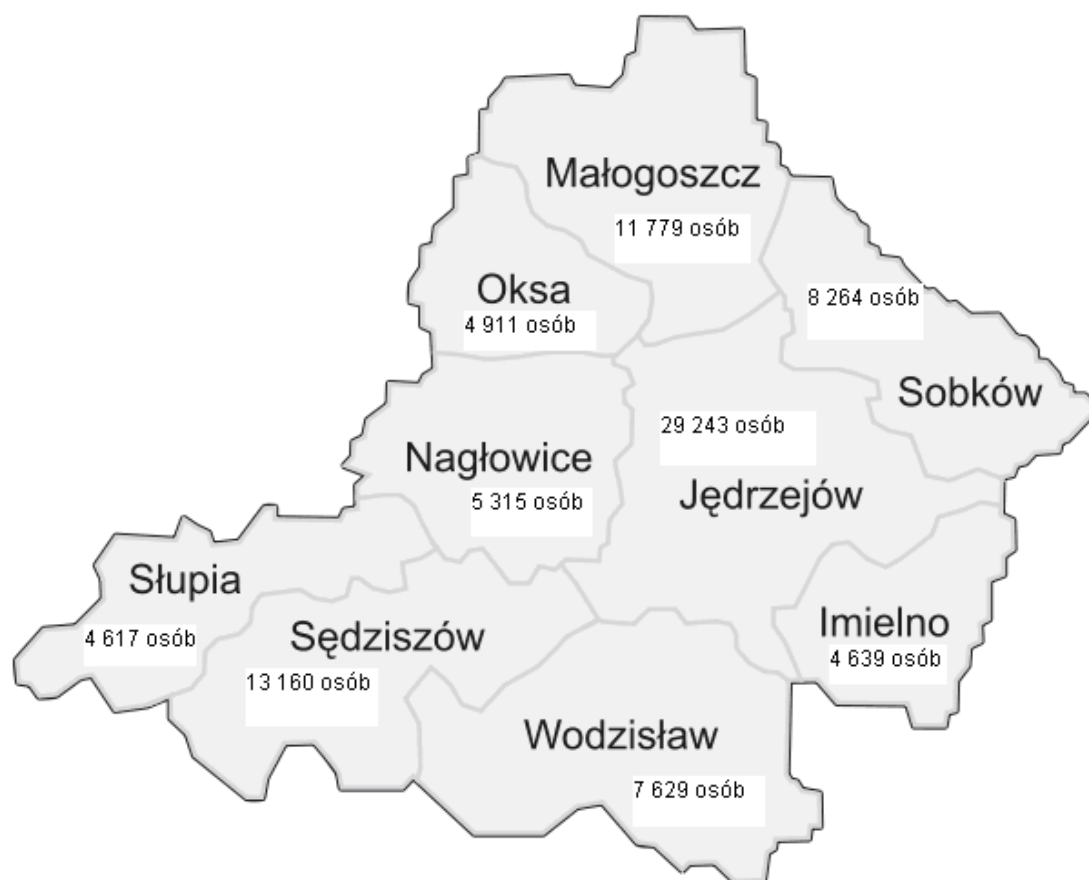 Małogoszcz
11 779 osób
Oksa
4 911 osób
8 264 osób
Sobków
29 243 osób
Jędrzejów
Nagłowice
5 315 osób
Słupia
4 617 osób
Sędziszów
13 160 osób
Imielno
4 639 osób
Wodzisław
7 629 osób